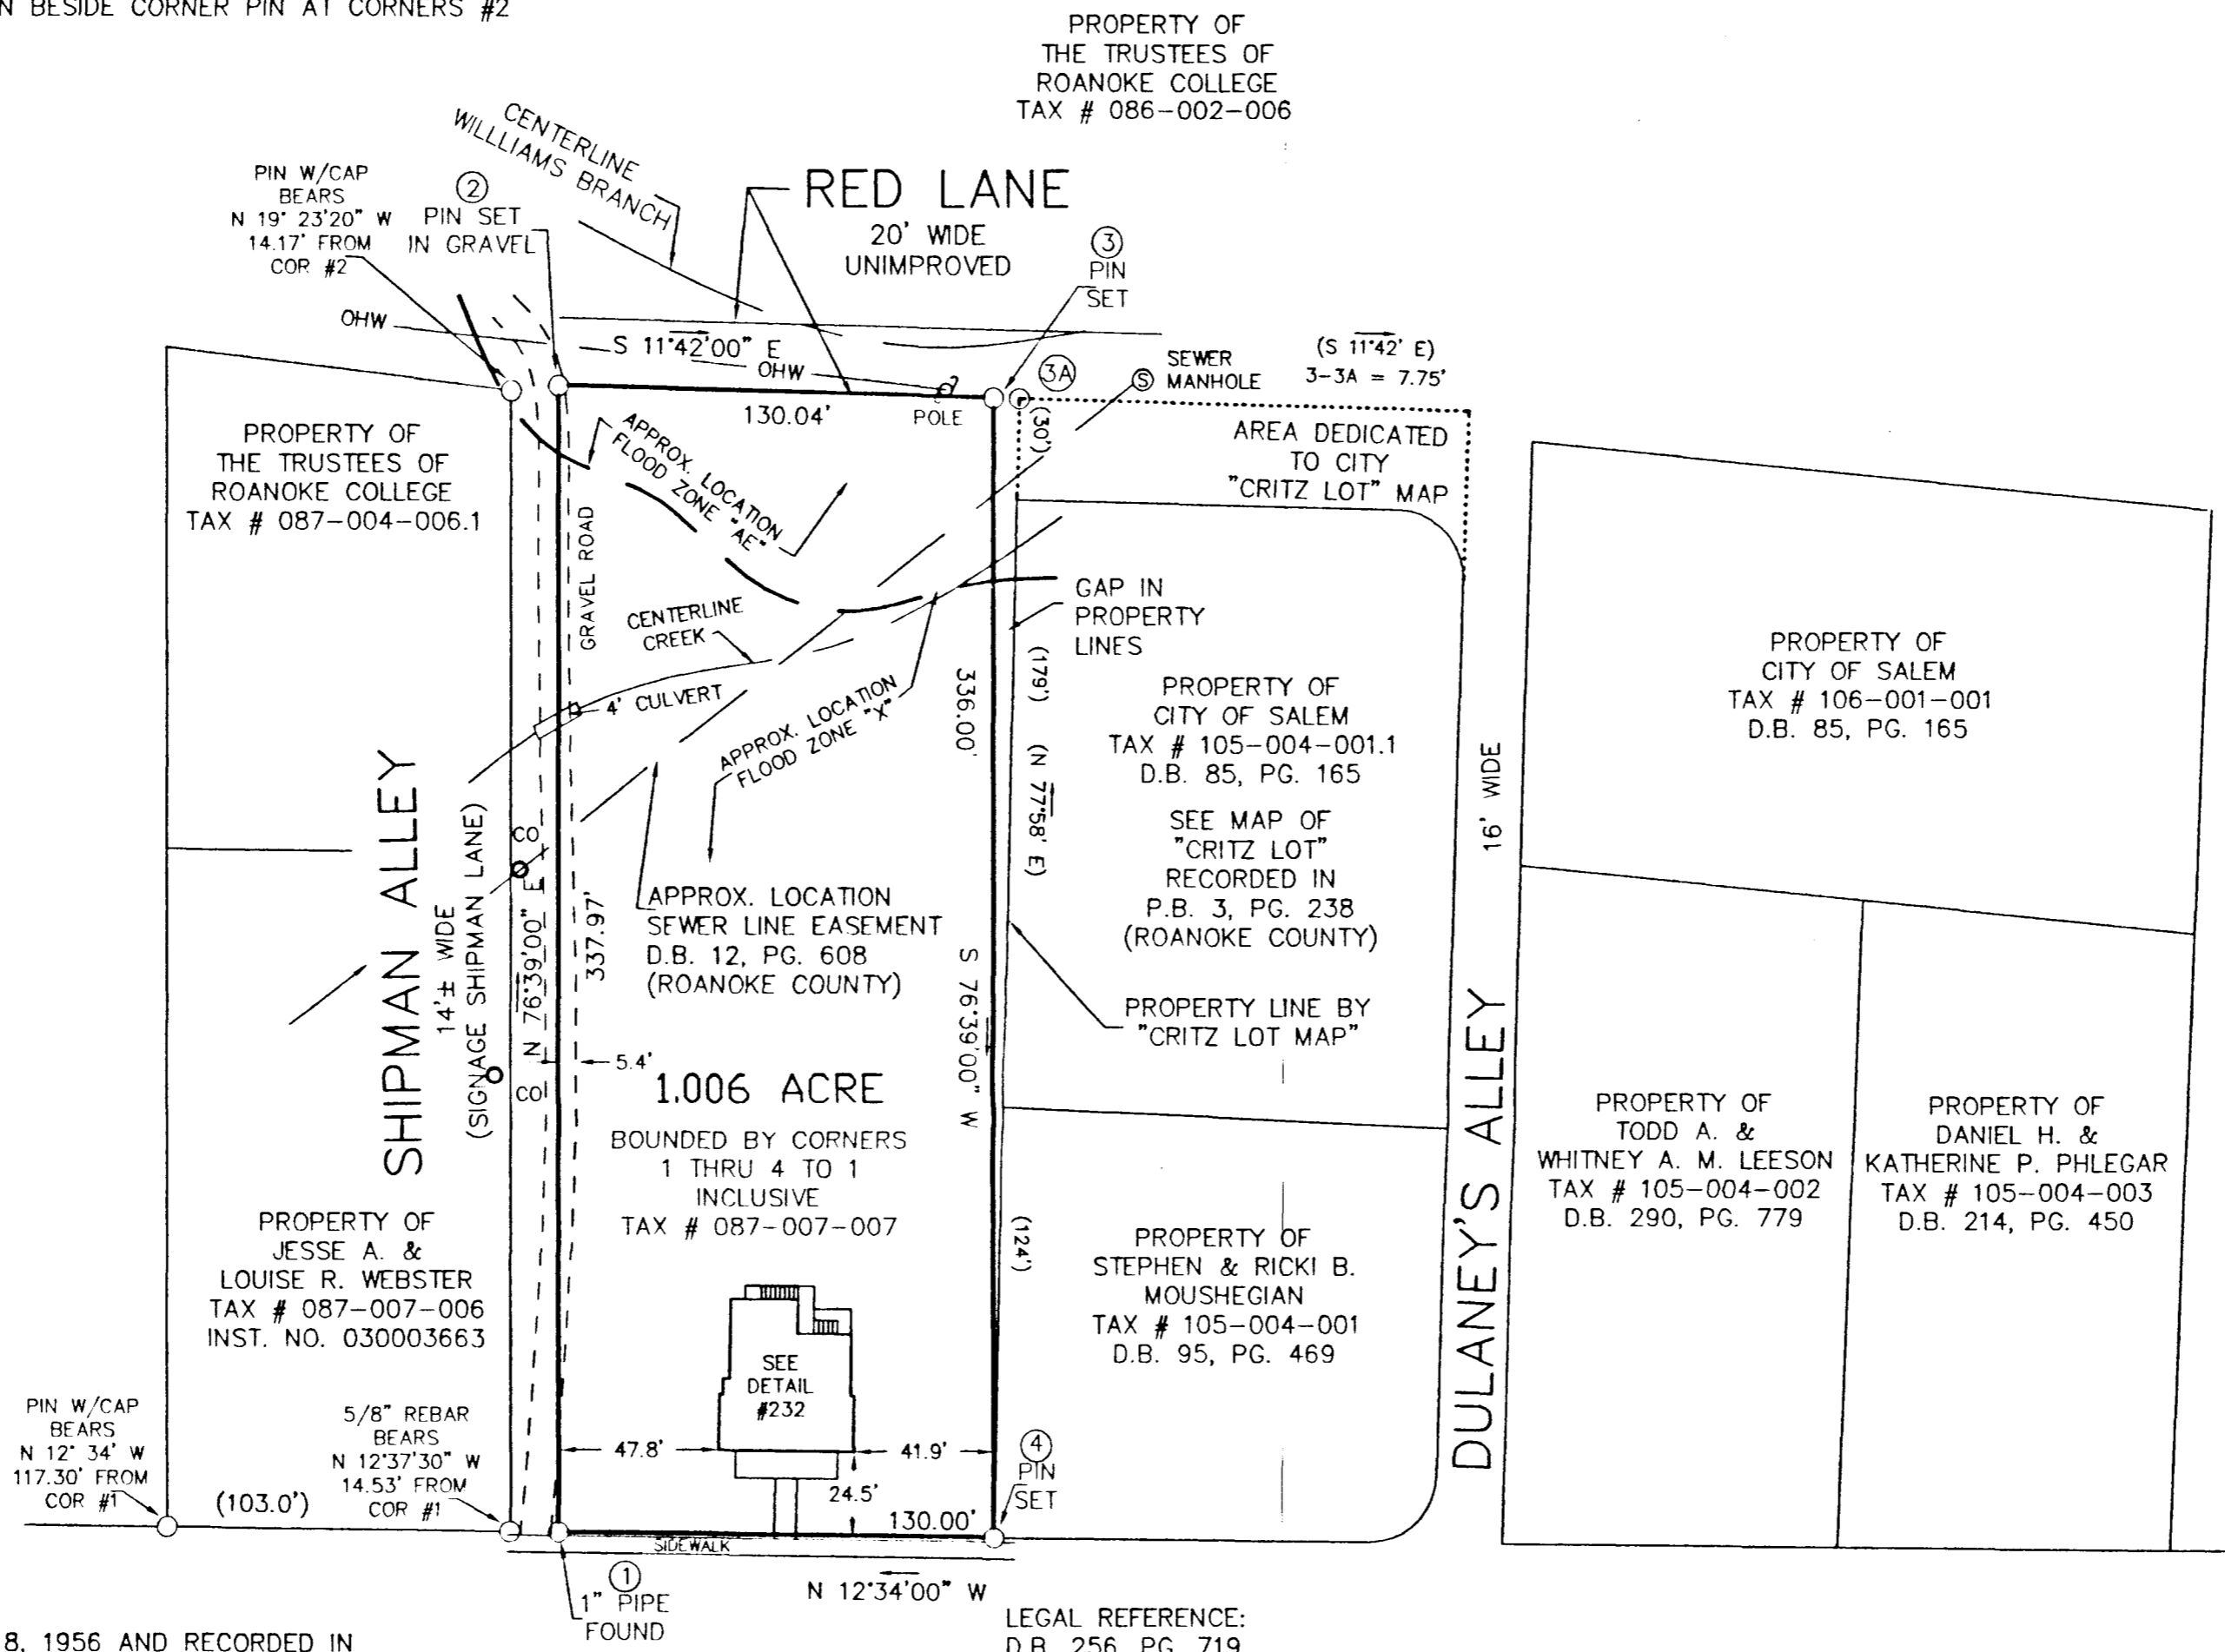 N BESIDE CORNER PIN AT CORNERS #2
PROPERTY OF
THE TRUSTEES OF
ROANOKE COLLEGE
TAX # 086-002-006
CENTERLINE
WILLLIAMS BRANCH
RED LANE
20' WIDE
UNIMPROVED
PIN W/CAP
BEARS
N 19° 23'20" W
14.17' FROM
COR #2
2
PIN SET
IN GRAVEL
3
PIN
SET
OHW
S 11°42'00" E
OHW
POLE
130.04'
3A
SEWER
S MANHOLE
(S 11°42' E)
3-3A = 7.75'
(30')
AREA DEDICATED
TO CITY
"CRITZ LOT" MAP
PROPERTY OF
THE TRUSTEES OF
ROANOKE COLLEGE
TAX # 087-004-006.1
APPROX. LOCATION
FLOOD ZONE "AE"
GRAVEL ROAD
CENTERLINE
CREEK
4' CULVERT
APPROX. LOCATION
FLOOD ZONE "X"
GAP IN
PROPERTY
LINES
336.00'
S 76°39'00" W
(179')
(N 77°58' E)
(124')
PROPERTY OF
CITY OF SALEM
TAX # 105-004-001.1
D.B. 85, PG. 165
SEE MAP OF
"CRITZ LOT"
RECORDED IN
P.B. 3, PG. 238
(ROANOKE COUNTY)
PROPERTY LINE BY
"CRITZ LOT MAP"
PROPERTY OF
CITY OF SALEM
TAX # 106-001-001
D.B. 85, PG. 165
16' WIDE
DULANEY'S ALLEY
SHIPMAN ALLEY
14'± WIDE
(SIGNAGE SHIPMAN LANE)
CO
N 76°39'00" E
CO
337.97'
5.4'
APPROX. LOCATION
SEWER LINE EASEMENT
D.B. 12, PG. 608
(ROANOKE COUNTY)
1.006 ACRE
BOUNDED BY CORNERS
1 THRU 4 TO 1
INCLUSIVE
TAX # 087-007-007
PROPERTY OF
TODD A. &
WHITNEY A. M. LEESON
TAX # 105-004-002
D.B. 290, PG. 779
PROPERTY OF
DANIEL H. &
KATHERINE P. PHLEGAR
TAX # 105-004-003
D.B. 214, PG. 450
PROPERTY OF
JESSE A. &
LOUISE R. WEBSTER
TAX # 087-007-006
INST. NO. 030003663
PROPERTY OF
STEPHEN & RICKI B.
MOUSHEGIAN
TAX # 105-004-001
D.B. 95, PG. 469
SEE
DETAIL
#232
PIN W/CAP
BEARS
N 12° 34' W
117.30' FROM
COR #1
(103.0')
5/8" REBAR
BEARS
N 12°37'30" W
14.53' FROM
COR #1
47.8'
41.9'
24.5'
130.00'
4
PIN
SET
SIDEWALK
1
1" PIPE
FOUND
N 12°34'00" W
LEGAL REFERENCE:
D.B. 256, PG. 719
8, 1956 AND RECORDED IN